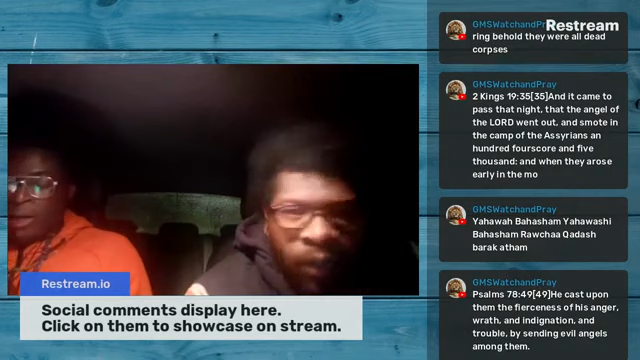 GMSWatchandPr
Restream
ring behold they were all dead
corpses
GMSWatchandPray
2 Kings 19:35[35]And it came to
pass that night, that the angel of
the LORD went out, and smote in
the camp of the Assyrians an
hundred fourscore and five
thousand: and when they arose
early in the mo
GMSWatchandPray
Yahawah Bahasham Yahawashi
Bahasham Rawchaa Qadash
barak atham
GMSWatchandPray
Psalms 78:49[49]He cast upon
them the fierceness of his anger,
wrath, and indignation, and
trouble, by sending evil angels
among them.
Restream.io
Social comments display here.
Click on them to showcase on stream.